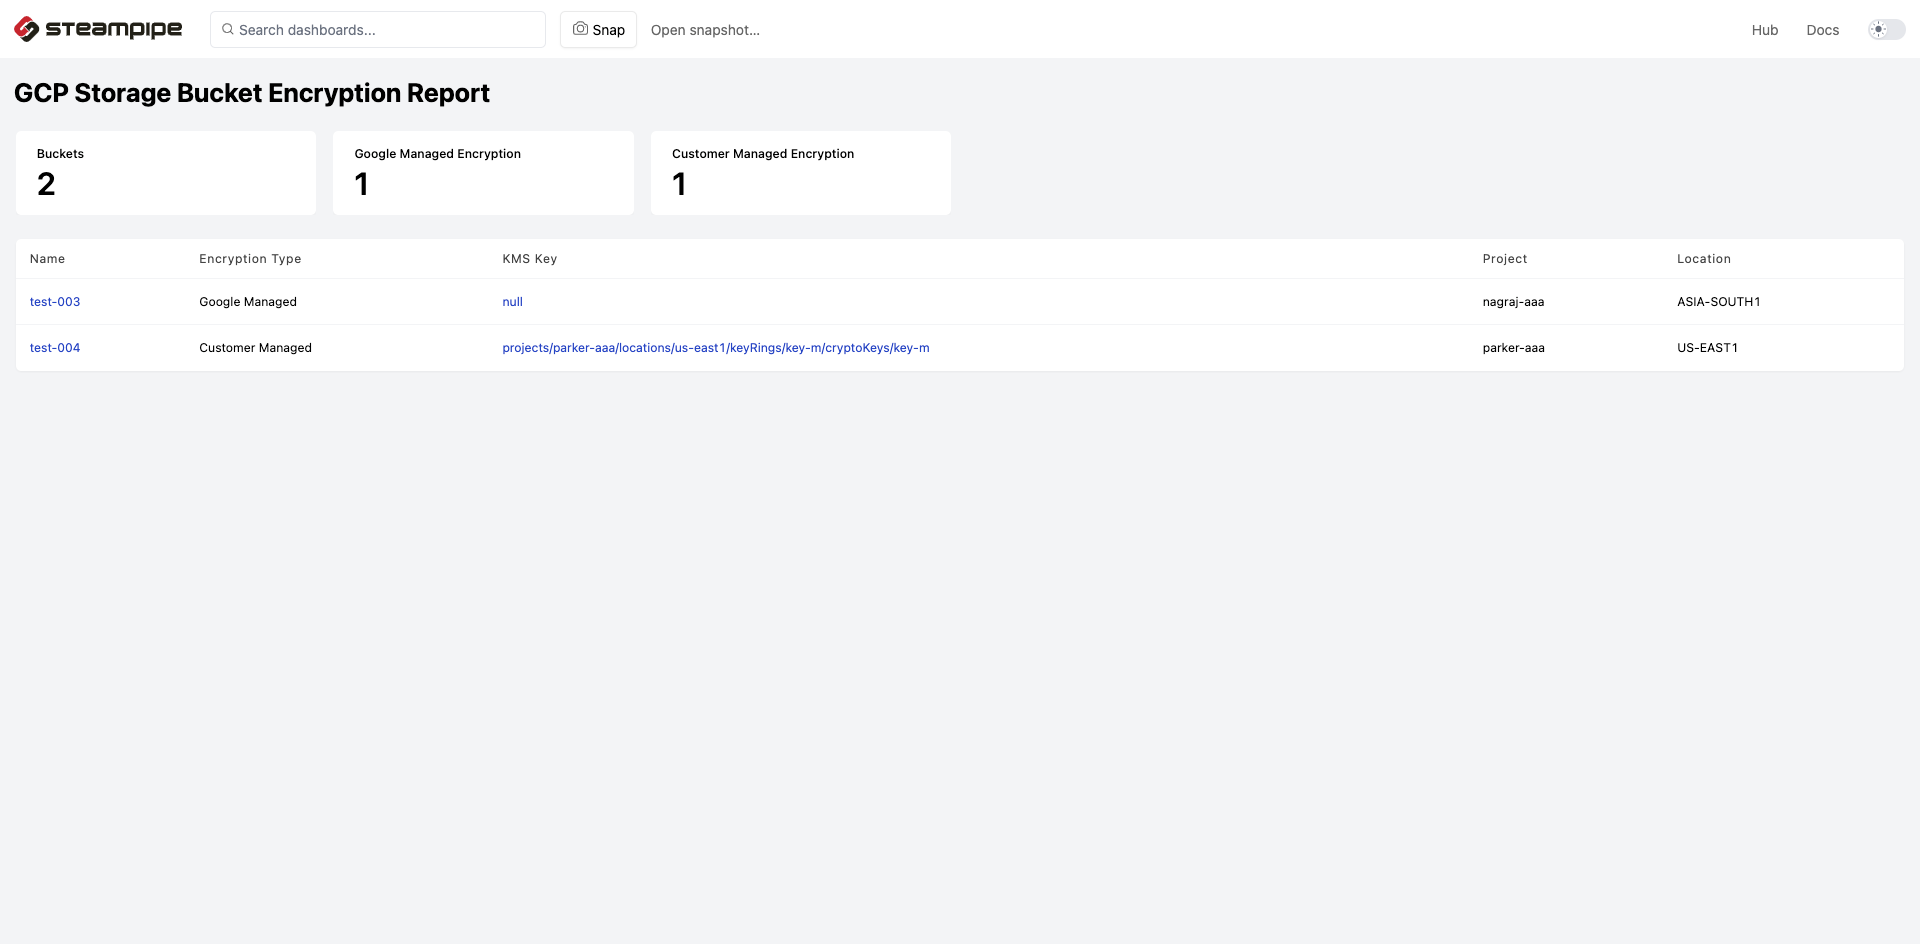 steampipe
Search dashboards...
Snap
Open snapshot...
Hub
Docs
GCP Storage Bucket Encryption Report
Buckets
2
Google Managed Encryption
1
Customer Managed Encryption
1
Name Encryption Type KMS Key Project Location
test-003 Google Managed null nagraj-aaa ASIA-SOUTH1
test-004 Customer Managed projects/parker-aaa/locations/us-east1/keyRings/key-m/cryptoKeys/key-m parker-aaa US-EAST1